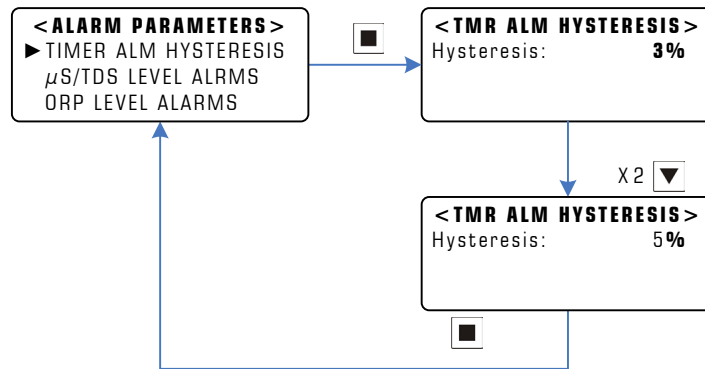 <ALARM PARAMETERS>
►TIMER ALM HYSTERESIS
µS/TDS LEVEL ALRMS
ORP LEVEL ALARMS
<TMR ALM HYSTERESIS>
Hysteresis: 3%
X 2
<TMR ALM HYSTERESIS>
Hysteresis: 5%